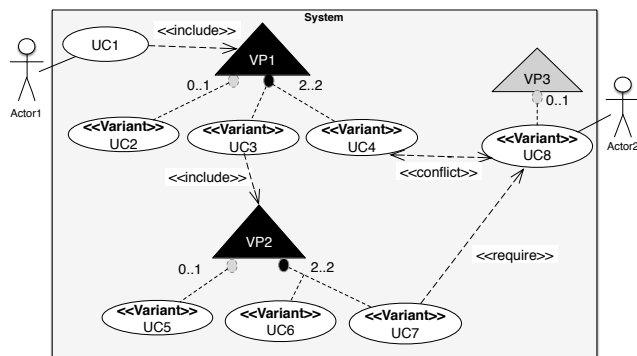 System
UC1
<<include>>
VP1
VP3
Actor1
0..1
2..2
0..1
<<Variant>>
UC2
<<Variant>>
UC3
<<Variant>>
UC4
<<Variant>>
UC8
Actor2
<<include>>
<<conflict>>
VP2
<<require>>
0..1
2..2
<<Variant>>
UC5
<<Variant>>
UC6
<<Variant>>
UC7